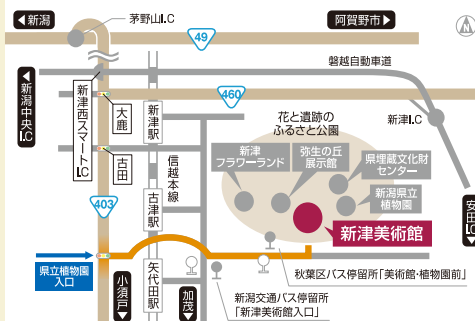 ◀新潟
茅野山I.C
49
阿賀野市▶
磐越自動車道
◀新潟中央I.C
新津西スマートI.C
大鹿
古田
新津駅
信越本線
460
花と遺跡の
ふるさと公園
新津I.C
新津
フラワーランド
弥生の丘
展示館
県埋蔵文化財
センター
新潟県立
植物園
新津美術館
安田I.C▶
403
古津駅
県立植物園
入口
小須戸▶
矢代田駅
加茂▶
秋葉区バス停留所「美術館・植物園前」
新潟交通バス停留所
「新津美術館入口」